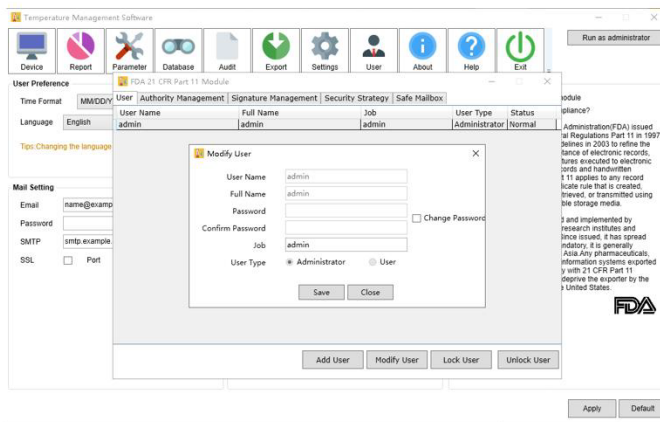 Temperature Management Software
Run as administrator
Device Report Parameter Database Audit Export Settings User About Help Exit
User Preference
Time Format MM/DD/Y
Language English
Tips:Changing the language
Mail Setting
Email name@examp
Password
SMTP smtp.example.
SSL Port
FDA 21 CFR Part 11 Module
User Authority Management Signature Management Security Strategy Safe Mailbox
User Name Full Name Job User Type Status
admin admin admin Administrator Normal
Modify User
User Name admin
Full Name admin
Password
Change Password
Confirm Password
Job admin
User Type Administrator User
Save Close
Add User Modify User Lock User Unlock User
odule
pliance?
Administration(FDA) issued
al Regulations Part 11 in 1997
delines in 2003 to refine the
tance of electronic records,
tures executed to electronic
ords and handwritten
t 11 applies to any record
licate rule that is created,
trieved, or transmitted using
ble storage media.
d and implemented by
research institutes and
Since issued, it has spread
ndatory, it is generally
Asia.Any pharmaceuticals,
nformation systems exported
y with 21 CFR Part 11
deprive the exporter by the
United States.
FDA
Apply Default